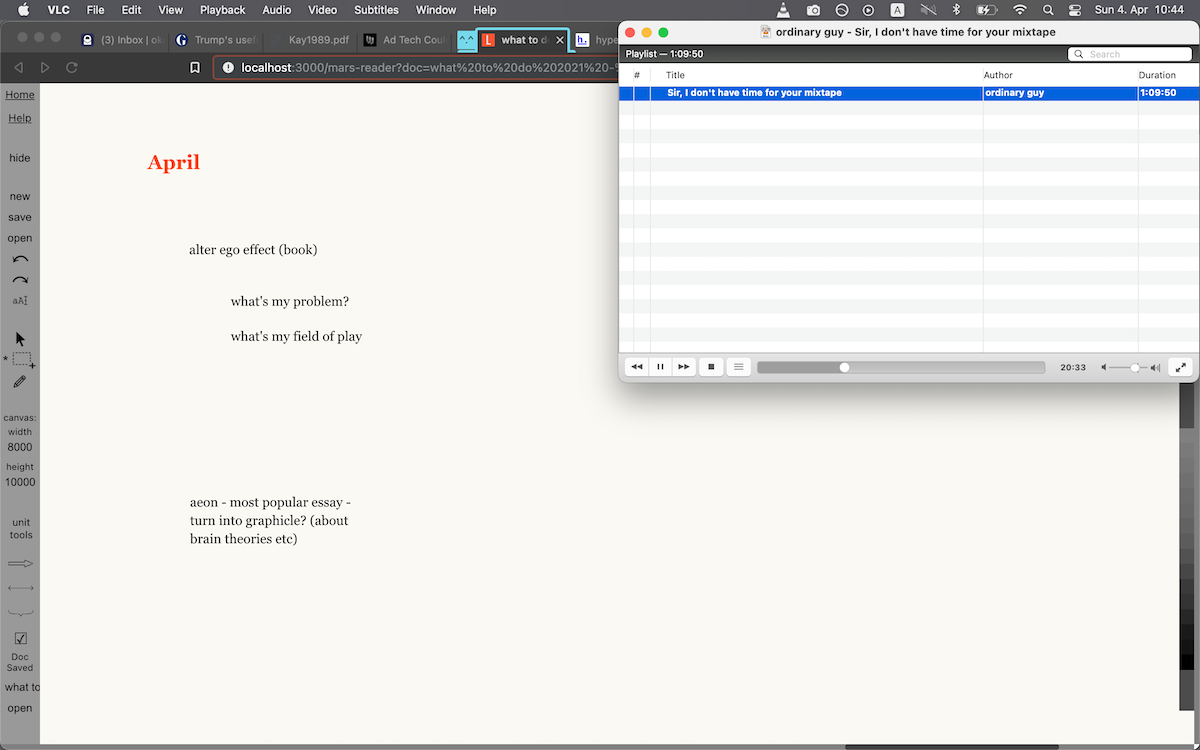 VLC File Edit View Playback Audio Video Subtitles Window Help A Sun 4. Apr 10:44
(3) Inbox | ok Trump's usef Kay1989.pdf Ad Tech Coul ^_^ L what to d h. hype
localhost:3000/mars-reader?doc=what%20to%20do%202021%20-
ordinary guy - Sir, I don't have time for your mixtape
Playlist — 1:09:50 Search
# Title Author Duration
Sir, I don't have time for your mixtape ordinary guy 1:09:50
20:33
Home
Help
hide
new
save
open
aAI
canvas:
width
8000
height
10000
unit
tools
Doc
Saved
what to
open
April
alter ego effect (book)
what's my problem?
what's my field of play
aeon - most popular essay -
turn into graphicle? (about
brain theories etc)